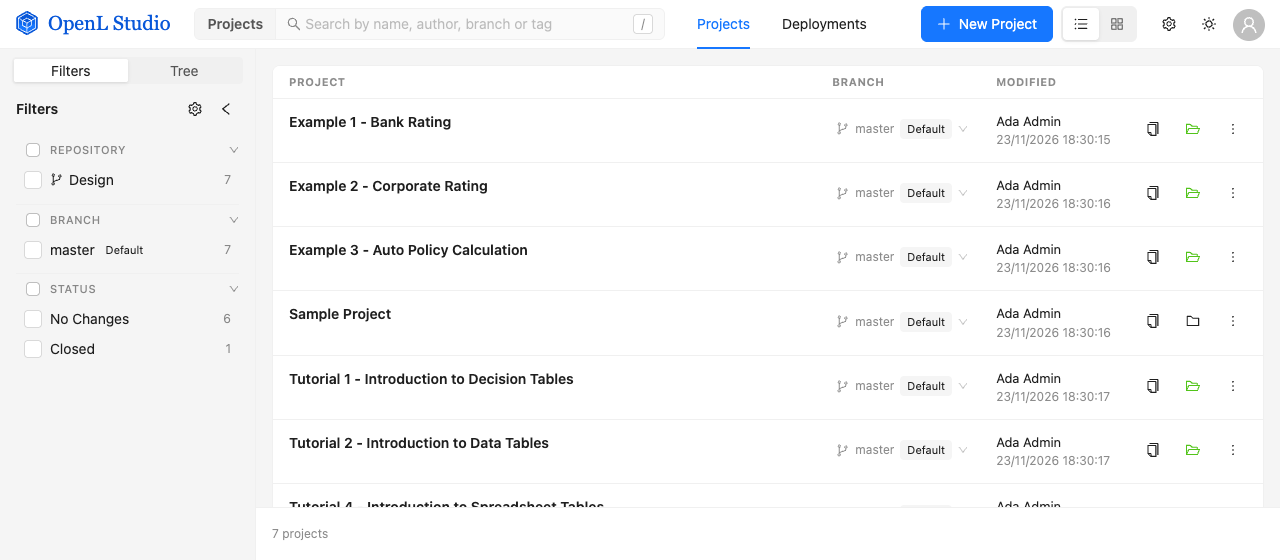 OpenL Studio
Projects
Search by name, author, branch or tag
/
Projects
Deployments
New Project
Filters
Tree
Filters
REPOSITORY
Design 7
BRANCH
master Default 7
STATUS
No Changes 6
Closed 1
PROJECT BRANCH MODIFIED
Example 1 - Bank Rating
master Default
Ada Admin
23/11/2026 18:30:15
Example 2 - Corporate Rating
master Default
Ada Admin
23/11/2026 18:30:16
Example 3 - Auto Policy Calculation
master Default
Ada Admin
23/11/2026 18:30:16
Sample Project
master Default
Ada Admin
23/11/2026 18:30:16
Tutorial 1 - Introduction to Decision Tables
master Default
Ada Admin
23/11/2026 18:30:17
Tutorial 2 - Introduction to Data Tables
master Default
Ada Admin
23/11/2026 18:30:17
Tutorial 4 - Introduction to Spreadsheet Tables
Ada Admin
7 projects